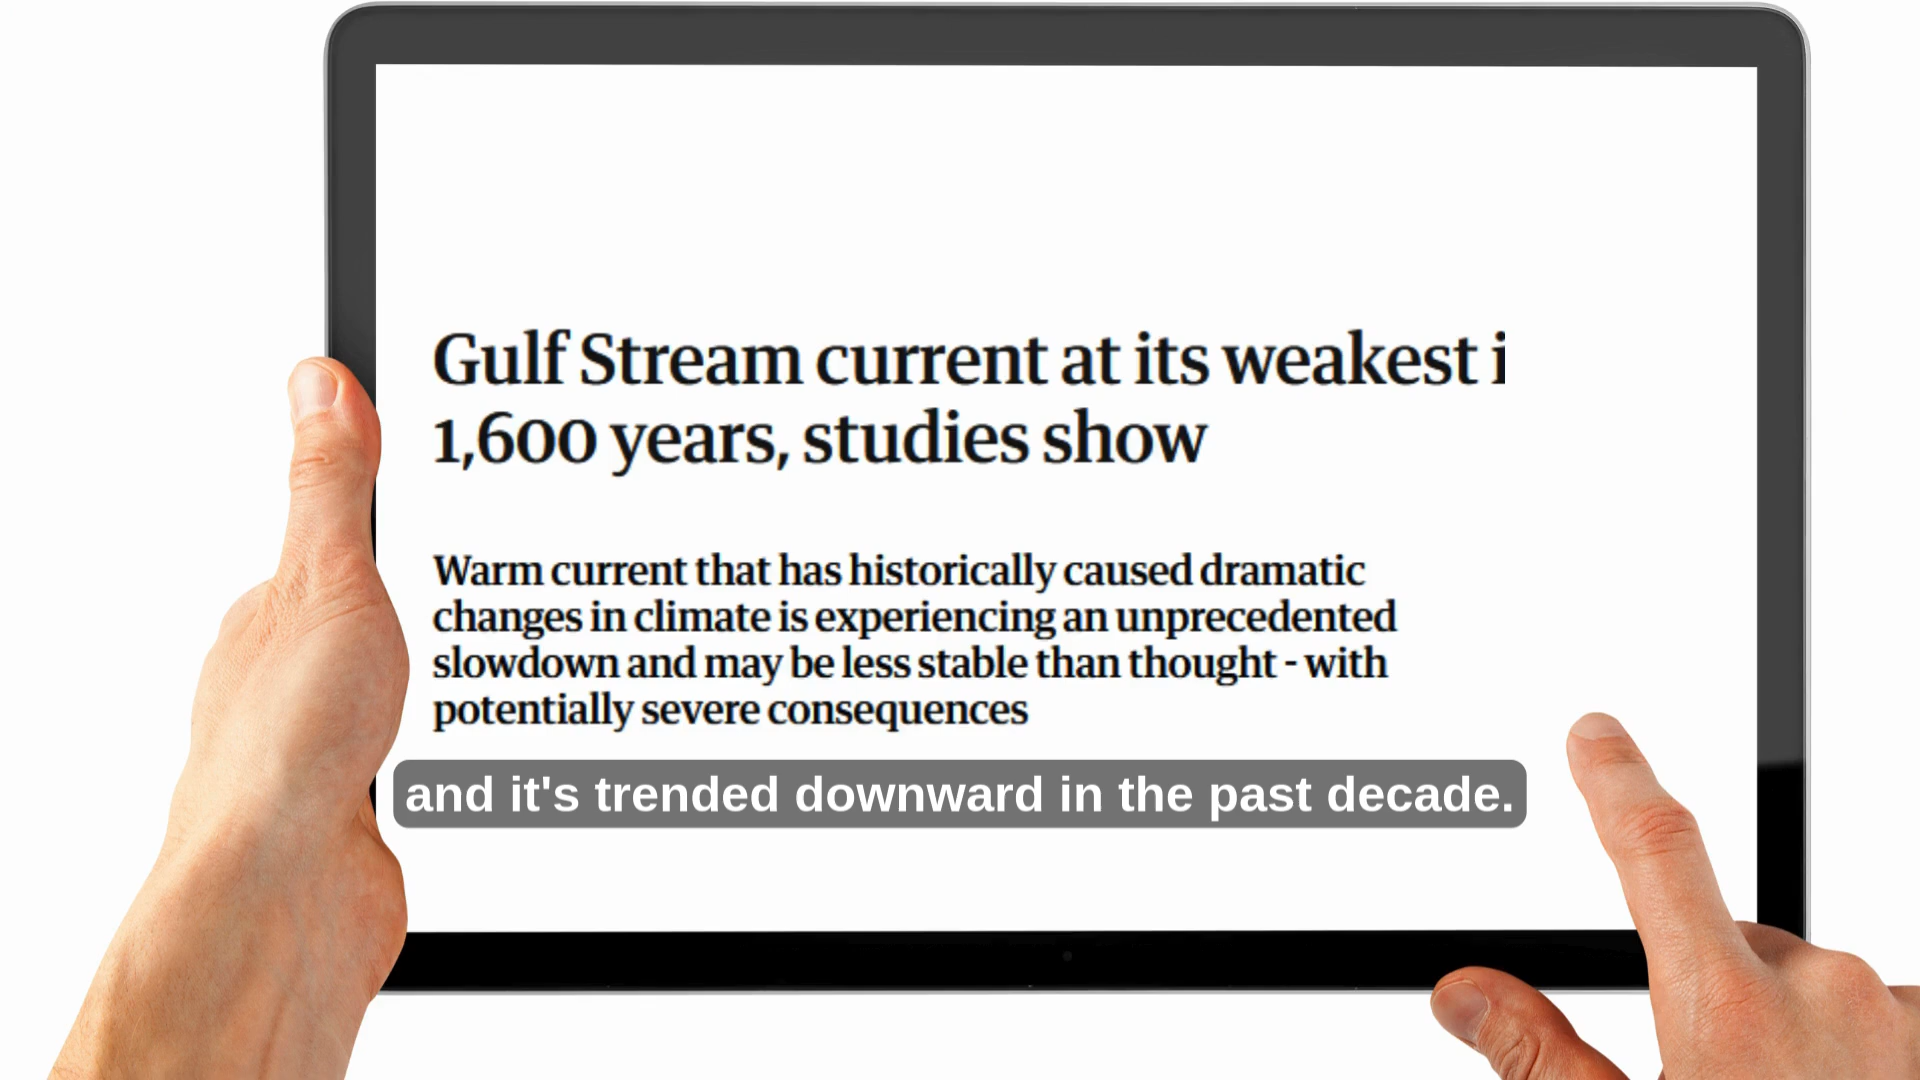 Gulf Stream current at its weakest i
1,600 years, studies show
Warm current that has historically caused dramatic
changes in climate is experiencing an unprecedented
slowdown and may be less stable than thought - with
potentially severe consequences
and it's trended downward in the past decade.